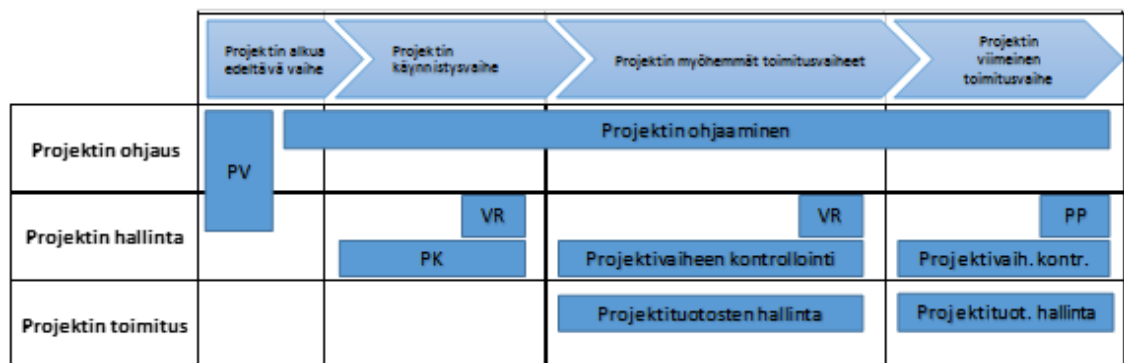 Projektin alkua
edeltävä vaihe
Projektin
käynnistysvaihe
Projektin myöhemmät toimitusvaiheet
Projektin
viimeinen
toimitusvaihe
Projektin ohjaus
PV
Projektin ohjaaminen
Projektin hallinta
VR
VR
PP
PK
Projektivaiheen kontrollointi
Projektivaih. kontr.
Projektin toimitus
Projektituotosten hallinta
Projektituot. hallinta